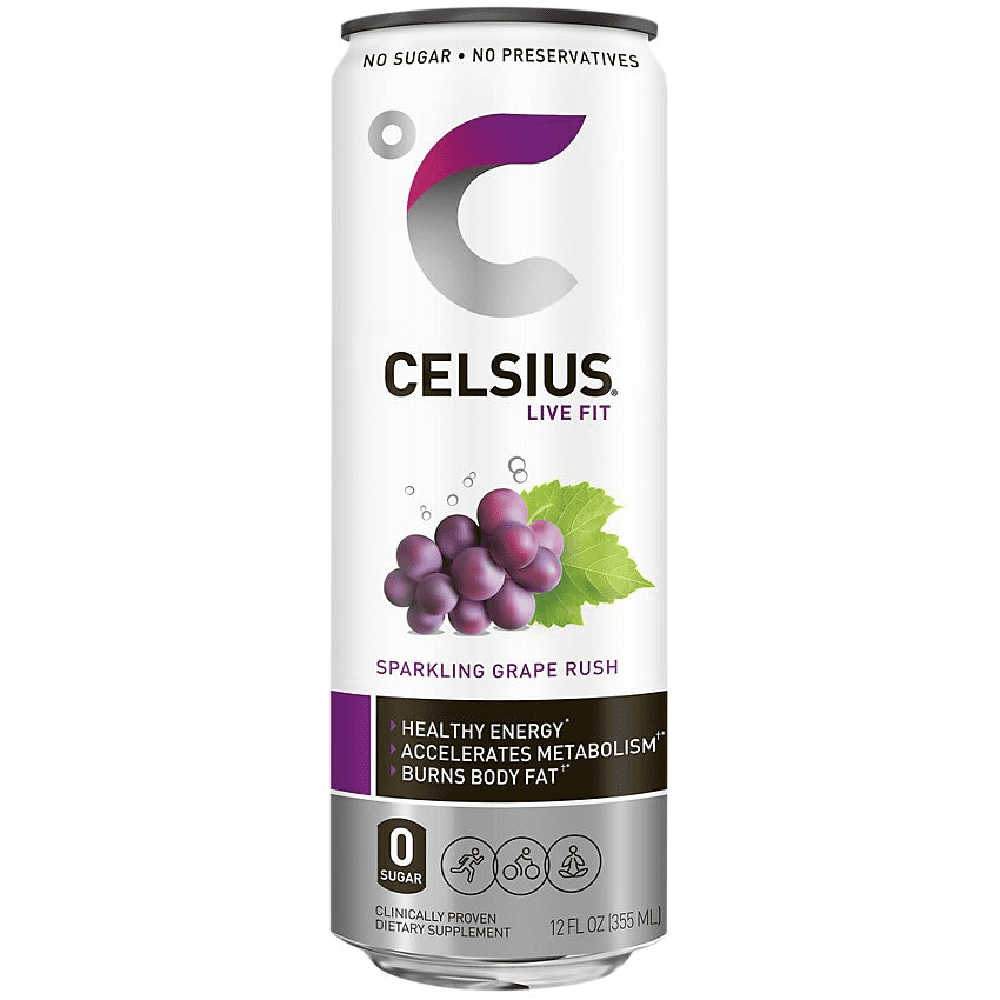 NO SUGAR • NO PRESERVATIVES
CELSIUS®
LIVE FIT
SPARKLING GRAPE RUSH
HEALTHY ENERGY*
ACCELERATES METABOLISM†*
BURNS BODY FAT‡*
0
SUGAR
CLINICALLY PROVEN
DIETARY SUPPLEMENT
12 FL OZ (355 ML)